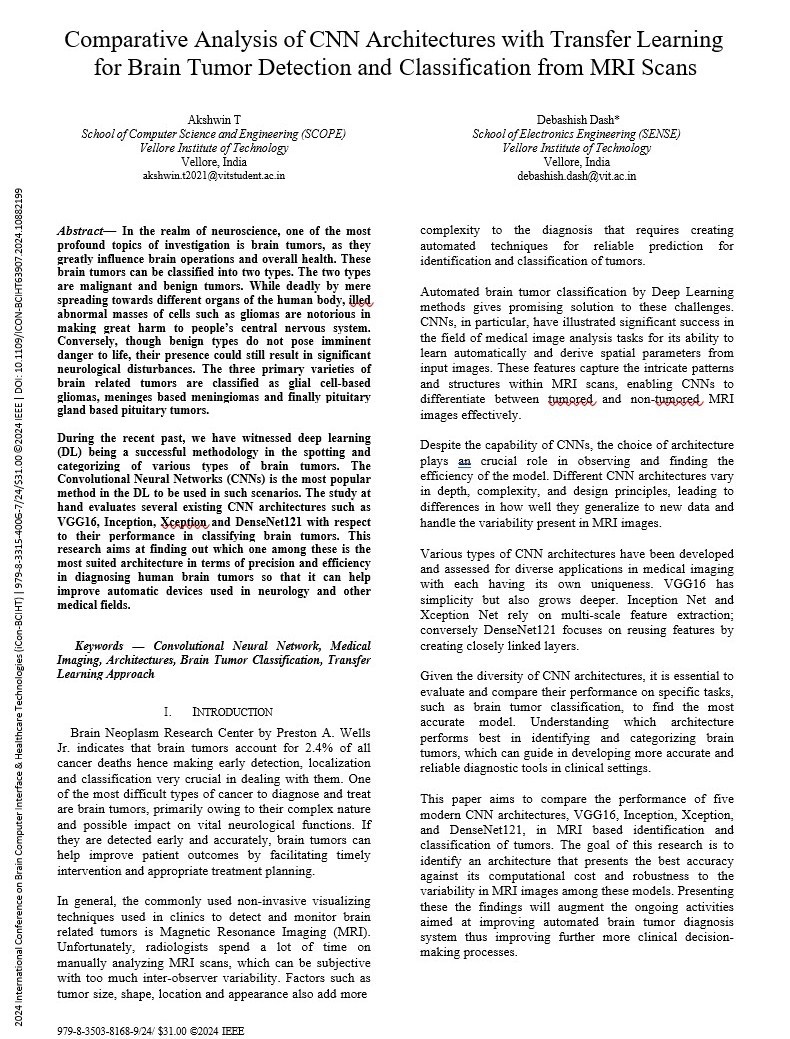 Comparative Analysis of CNN Architectures with Transfer Learning
for Brain Tumor Detection and Classification from MRI Scans
Akshwin T
School of Computer Science and Engineering (SCOPE)
Vellore Institute of Technology
Vellore, India
akshwin.t2021@vitstudent.ac.in
Debashish Dash*
School of Electronics Engineering (SENSE)
Vellore Institute of Technology
Vellore, India
debashish.dash@vit.ac.in
2024 International Conference on Brain Computer Interface & Healthcare Technologies (iCon-BCIHT) | 979-8-3315-4006-7/24/$31.00 ©2024 IEEE | DOI: 10.1109/ICON-BCIHT63907.2024.10882199
Abstract— In the realm of neuroscience, one of the most
profound topics of investigation is brain tumors, as they
greatly influence brain operations and overall health. These
brain tumors can be classified into two types. The two types
are malignant and benign tumors. While deadly by mere
spreading towards different organs of the human body, illed
abnormal masses of cells such as gliomas are notorious in
making great harm to people's central nervous system.
Conversely, though benign types do not pose imminent
danger to life, their presence could still result in significant
neurological disturbances. The three primary varieties of
brain related tumors are classified as glial cell-based
gliomas, meninges based meningiomas and finally pituitary
gland based pituitary tumors.
During the recent past, we have witnessed deep learning
(DL) being a successful methodology in the spotting and
categorizing of various types of brain tumors. The
Convolutional Neural Networks (CNNs) is the most popular
method in the DL to be used in such scenarios. The study at
hand evaluates several existing CNN architectures such as
VGG16, Inception, Xception and DenseNet121 with respect
to their performance in classifying brain tumors. This
research aims at finding out which one among these is the
most suited architecture in terms of precision and efficiency
in diagnosing human brain tumors so that it can help
improve automatic devices used in neurology and other
medical fields.
Keywords — Convolutional Neural Network, Medical
Imaging, Architectures, Brain Tumor Classification, Transfer
Learning Approach
I. INTRODUCTION
Brain Neoplasm Research Center by Preston A. Wells
Jr. indicates that brain tumors account for 2.4% of all
cancer deaths hence making early detection, localization
and classification very crucial in dealing with them. One
of the most difficult types of cancer to diagnose and treat
are brain tumors, primarily owing to their complex nature
and possible impact on vital neurological functions. If
they are detected early and accurately, brain tumors can
help improve patient outcomes by facilitating timely
intervention and appropriate treatment planning.
In general, the commonly used non-invasive visualizing
techniques used in clinics to detect and monitor brain
related tumors is Magnetic Resonance Imaging (MRI).
Unfortunately, radiologists spend a lot of time on
manually analyzing MRI scans, which can be subjective
with too much inter-observer variability. Factors such as
tumor size, shape, location and appearance also add more
complexity to the diagnosis that requires creating
automated techniques for reliable prediction for
identification and classification of tumors.
Automated brain tumor classification by Deep Learning
methods gives promising solution to these challenges.
CNNs, in particular, have illustrated significant success in
the field of medical image analysis tasks for its ability to
learn automatically and derive spatial parameters from
input images. These features capture the intricate patterns
and structures within MRI scans, enabling CNNs to
differentiate between tumored and non-tumored MRI
images effectively.
Despite the capability of CNNs, the choice of architecture
plays an crucial role in observing and finding the
efficiency of the model. Different CNN architectures vary
in depth, complexity, and design principles, leading to
differences in how well they generalize to new data and
handle the variability present in MRI images.
Various types of CNN architectures have been developed
and assessed for diverse applications in medical imaging
with each having its own uniqueness. VGG16 has
simplicity but also grows deeper. Inception Net and
Xception Net rely on multi-scale feature extraction;
conversely DenseNet121 focuses on reusing features by
creating closely linked layers.
Given the diversity of CNN architectures, it is essential to
evaluate and compare their performance on specific tasks,
such as brain tumor classification, to find the most
accurate model. Understanding which architecture
performs best in identifying and categorizing brain
tumors, which can guide in developing more accurate and
reliable diagnostic tools in clinical settings.
This paper aims to compare the performance of five
modern CNN architectures, VGG16, Inception, Xception,
and DenseNet121, in MRI based identification and
classification of tumors. The goal of this research is to
identify an architecture that presents the best accuracy
against its computational cost and robustness to the
variability in MRI images among these models. Presenting
these the findings will augment the ongoing activities
aimed at improving automated brain tumor diagnosis
system thus improving further more clinical decision-
making processes.
979-8-3503-8168-9/24/ $31.00 ©2024 IEEE